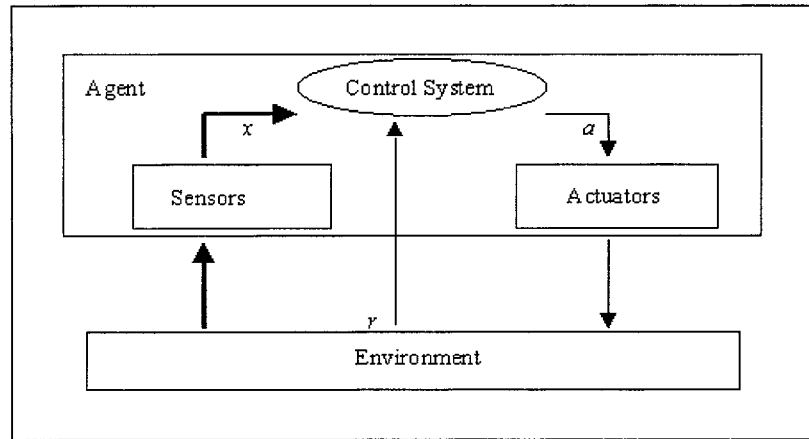 Control System
Agent
x
a
Sensors
Actuators
r
Environment